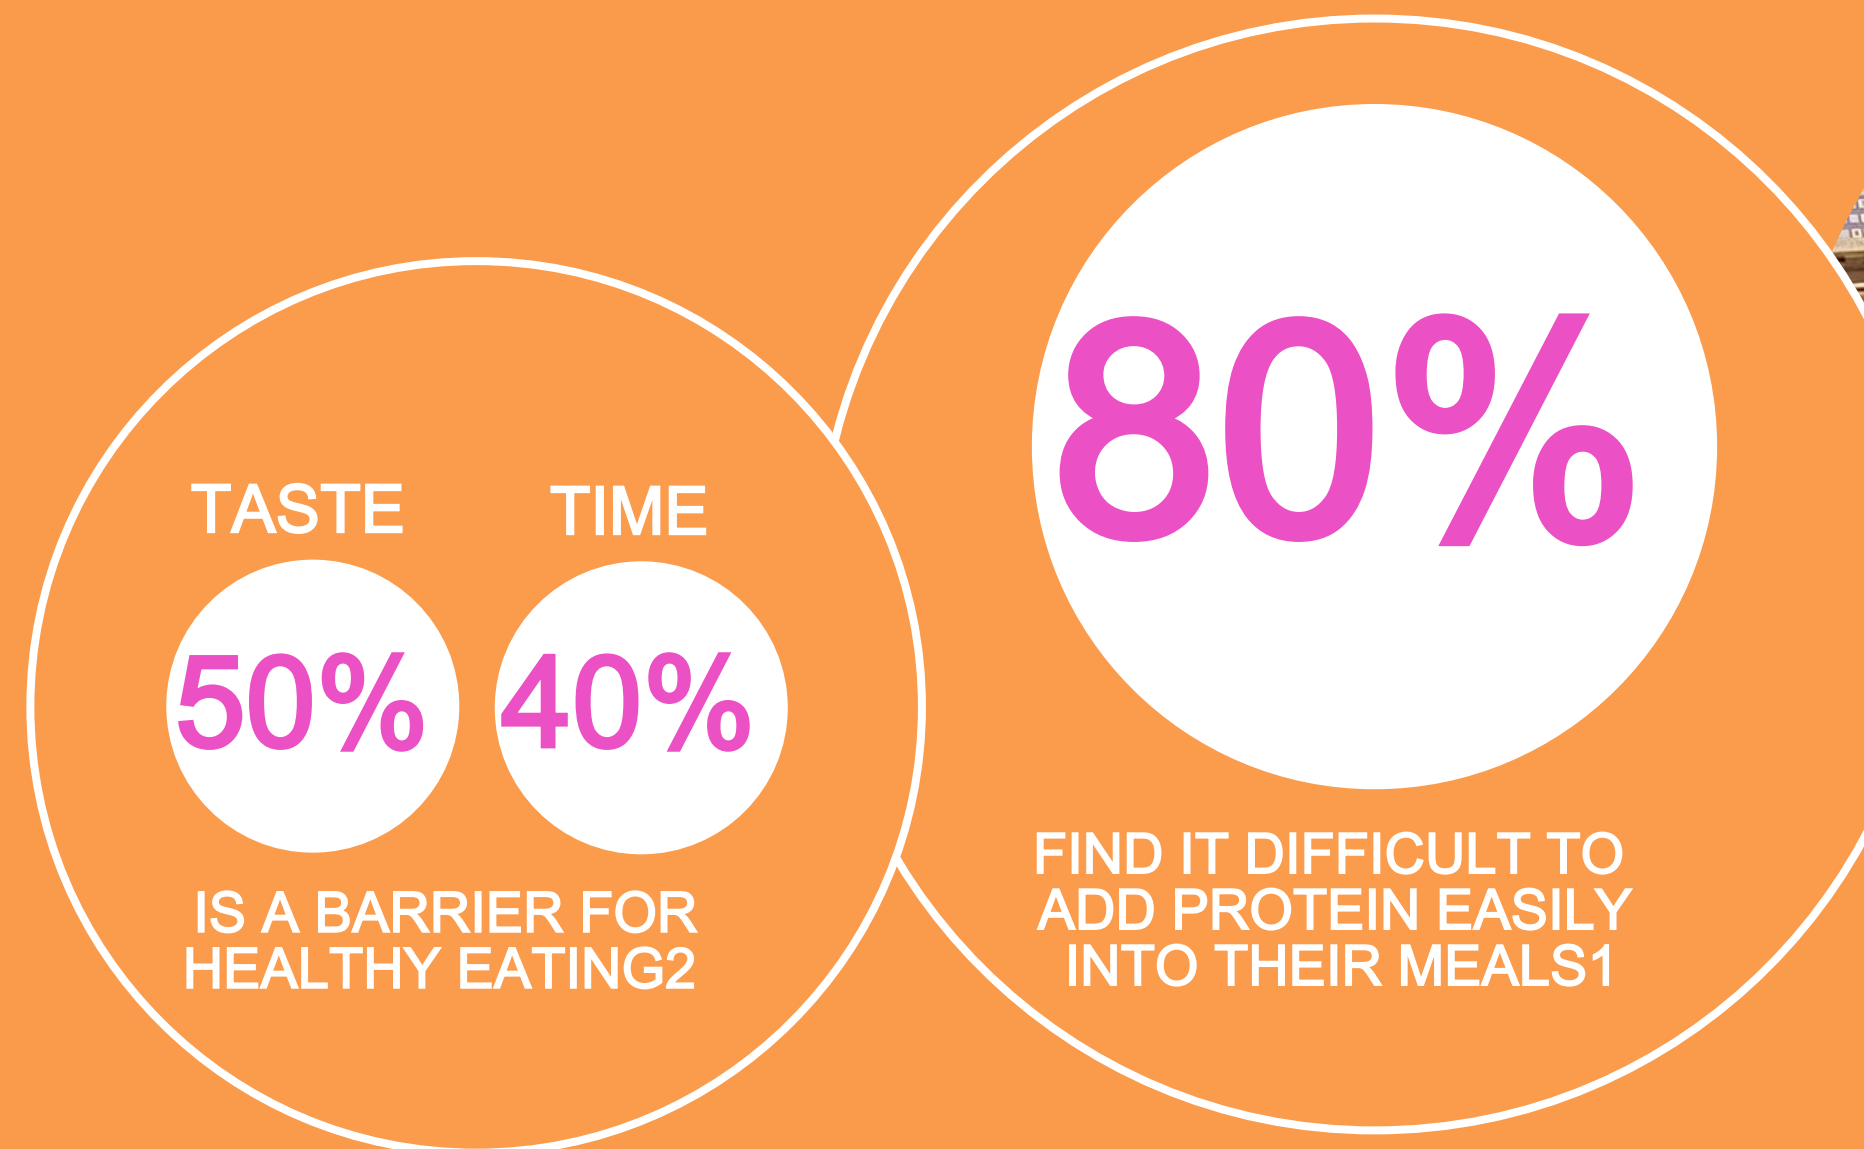 TASTE TIME
50% 40%
IS A BARRIER FOR
HEALTHY EATING2
80%
FIND IT DIFFICULT TO
ADD PROTEIN EASILY
INTO THEIR MEALS1